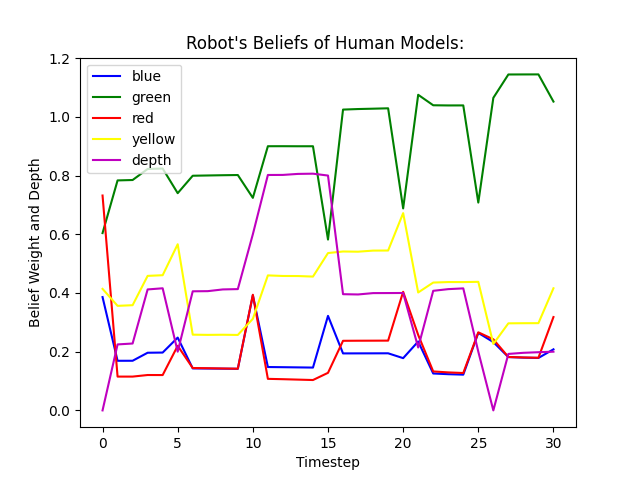 Robot's Beliefs of Human Models:
1.2
1.0
0.8
0.6
0.4
0.2
0.0
Belief Weight and Depth
blue
green
red
yellow
depth
0 5 10 15 20 25 30
Timestep